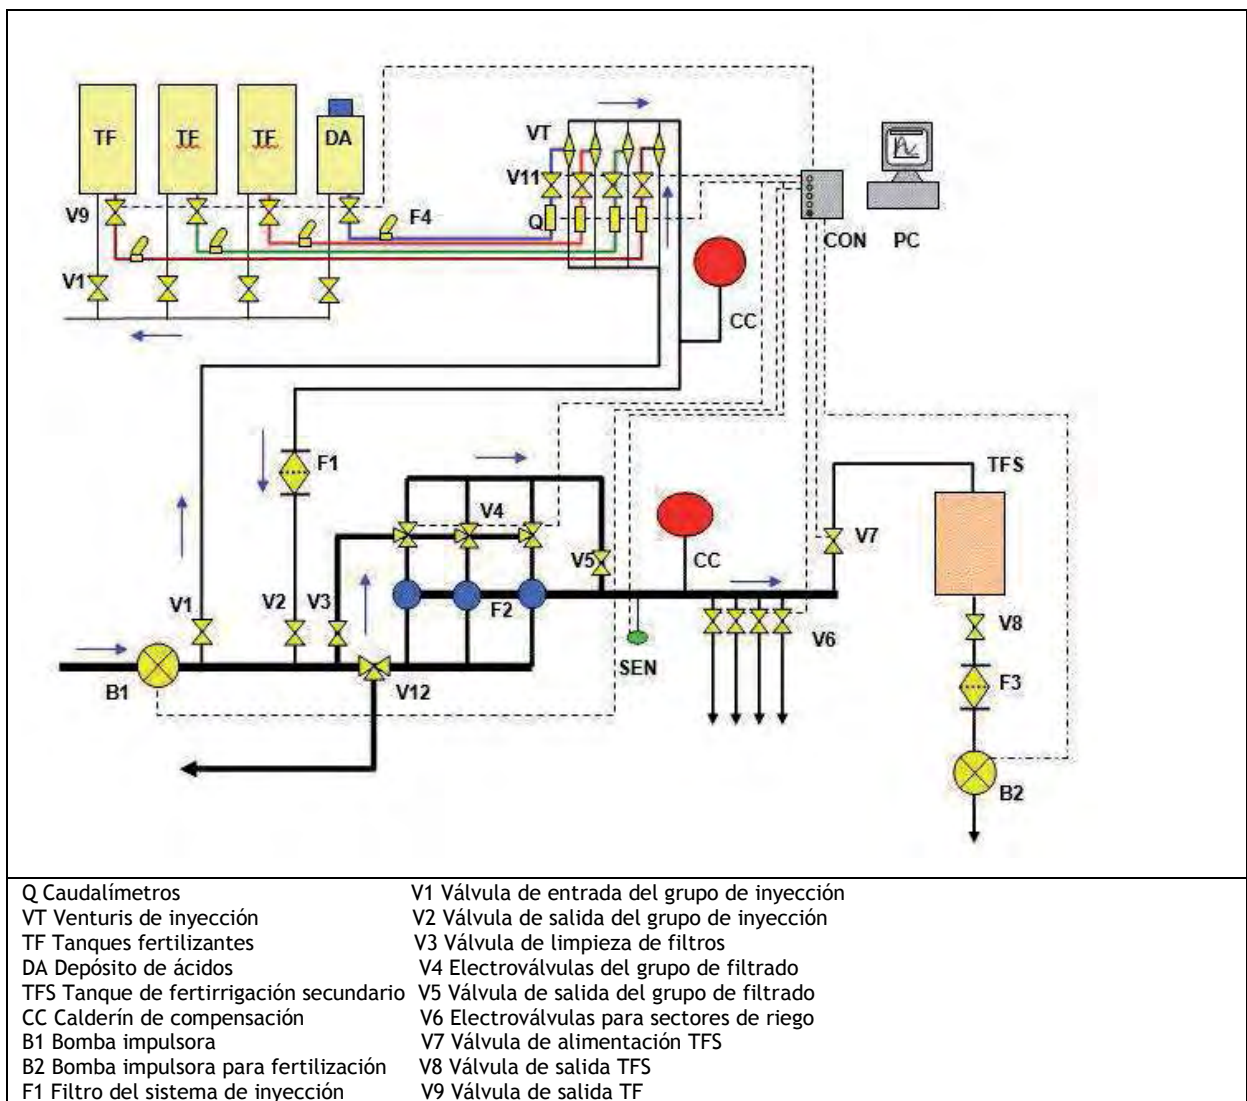 TF TF TF DA VT
V11
V9 F4 Q
CON PC
V1
CC
F1 TFS
V4
V7
V5 CC
V1 V2 V3 F2
V8
V6
SEN
B1 V12 F3
B2
Q Caudalímetros V1 Válvula de entrada del grupo de inyección
VT Venturis de inyección V2 Válvula de salida del grupo de inyección
TF Tanques fertilizantes V3 Válvula de limpieza de filtros
DA Depósito de ácidos V4 Electroválvulas del grupo de filtrado
TFS Tanque de fertirrigación secundario V5 Válvula de salida del grupo de filtrado
CC Calderín de compensación V6 Electroválvulas para sectores de riego
B1 Bomba impulsora V7 Válvula de alimentación TFS
B2 Bomba impulsora para fertilización V8 Válvula de salida TFS
F1 Filtro del sistema de inyección V9 Válvula de salida TF